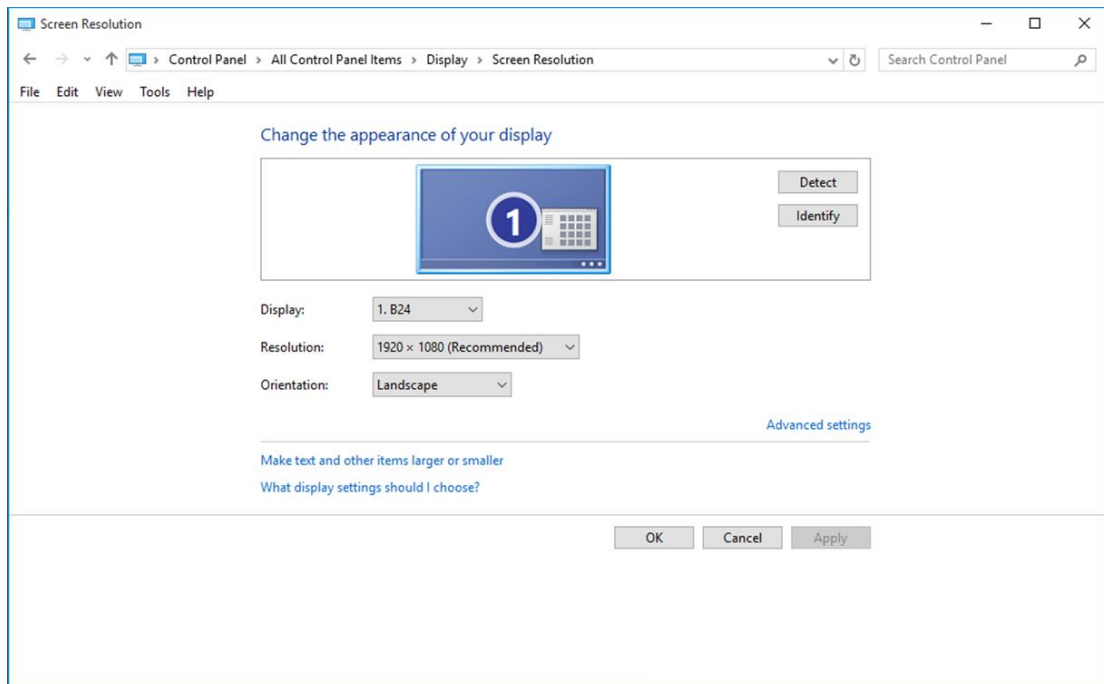 Screen Resolution
Control Panel > All Control Panel Items > Display > Screen Resolution
Search Control Panel
File Edit View Tools Help
Change the appearance of your display
1
Detect
Identify
Display: 1. B24
Resolution: 1920 × 1080 (Recommended)
Orientation: Landscape
Advanced settings
Make text and other items larger or smaller
What display settings should I choose?
OK Cancel Apply